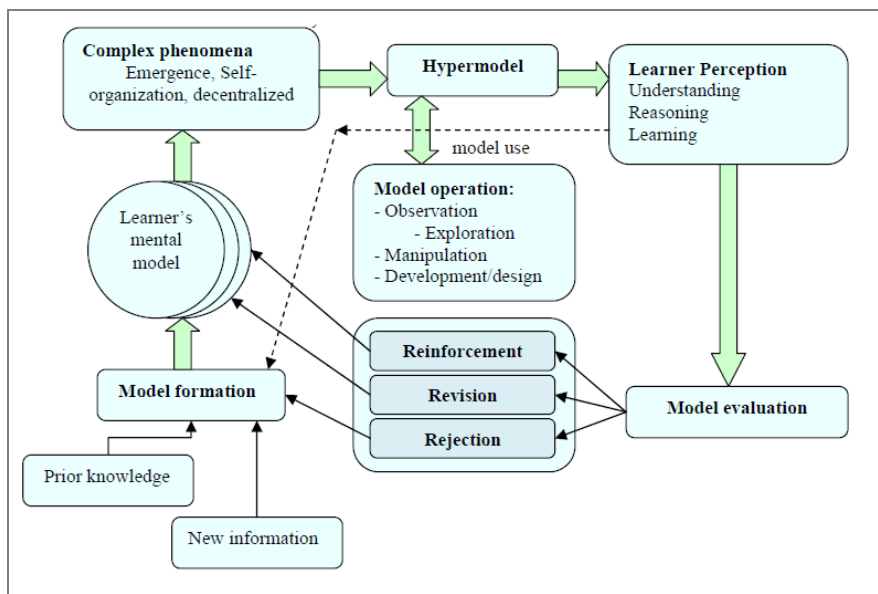 Complex phenomena
Emergence, Self-
organization, decentralized
Hypermodel
Learner Perception
Understanding
Reasoning
Learning
model use
Model operation:
- Observation
- Exploration
- Manipulation
- Development/design
Learner's
mental
model
Reinforcement
Revision
Rejection
Model formation
Model evaluation
Prior knowledge
New information